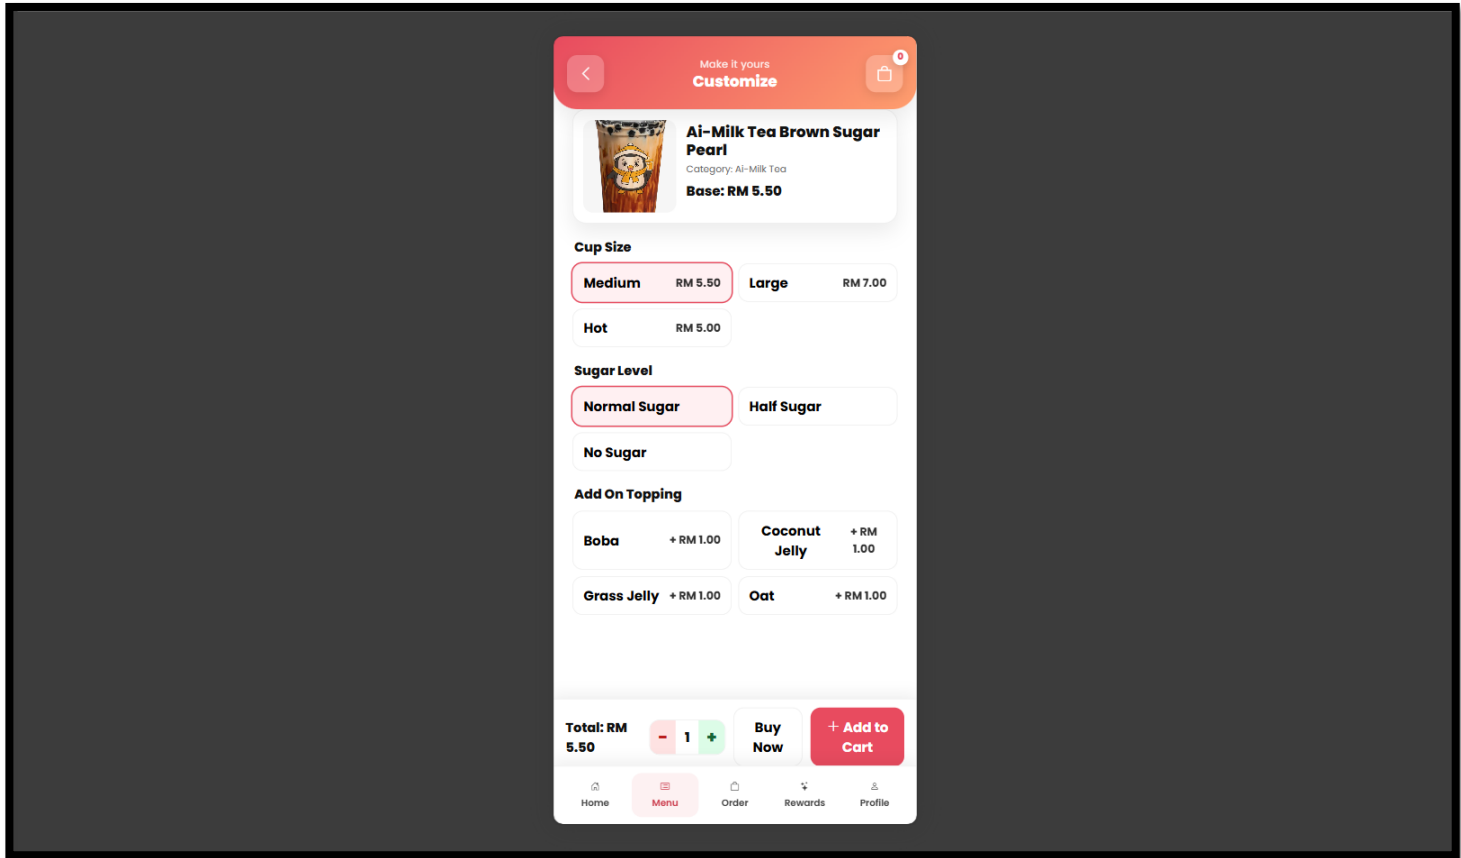 Make it yours
Customize
0
Ai-Milk Tea Brown Sugar
Pearl
Category: Ai-Milk Tea
Base: RM 5.50
Cup Size
Medium RM 5.50
Large RM 7.00
Hot RM 5.00
Sugar Level
Normal Sugar
Half Sugar
No Sugar
Add On Topping
Boba + RM 1.00
Coconut + RM
Jelly 1.00
Grass Jelly + RM 1.00
Oat + RM 1.00
Total: RM
5.50
- 1 +
Buy
Now
+ Add to
Cart
Home
Menu
Order
Rewards
Profile